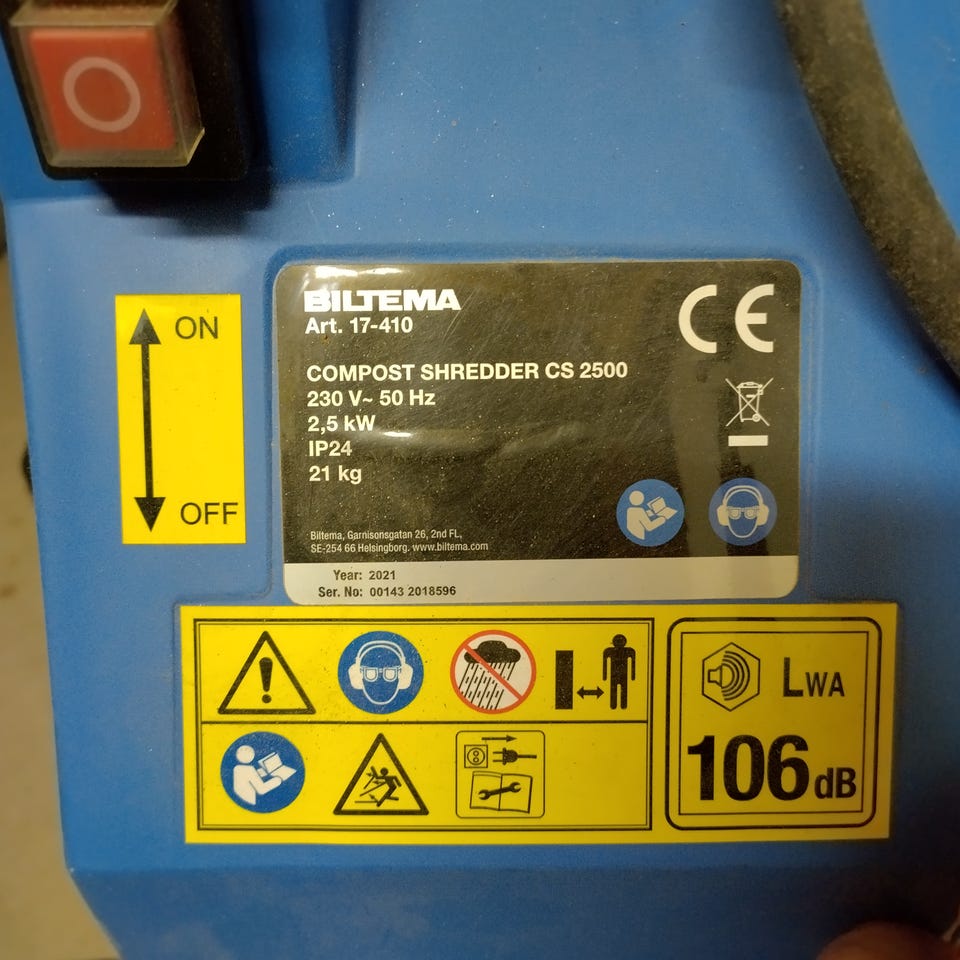 ON
OFF
BILTEMA
Art. 17-410
CE
COMPOST SHREDDER CS 2500
230 V~ 50 Hz
2,5 kW
IP24
21 kg
Biltema, Garnisonsgatan 26, 2nd FL,
SE-254 66 Helsingborg. www.biltema.com
Year: 2021
Ser. No: 00143 2018596
LWA
106 dB